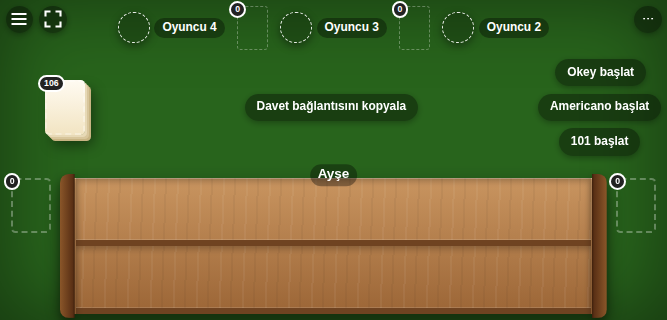 Oyuncu 4
0
Oyuncu 3
0
Oyuncu 2
...
106
Davet bağlantısını kopyala
Okey başlat
Americano başlat
101 başlat
Ayşe
0
0